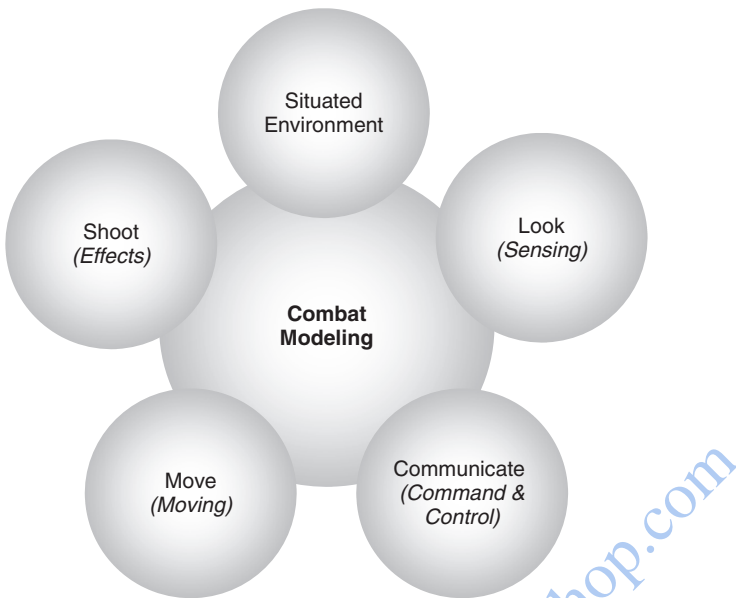 Situated
Environment
Shoot
(Effects)
Look
(Sensing)
Combat
Modeling
Move
(Moving)
Communicate
(Command &
Control)